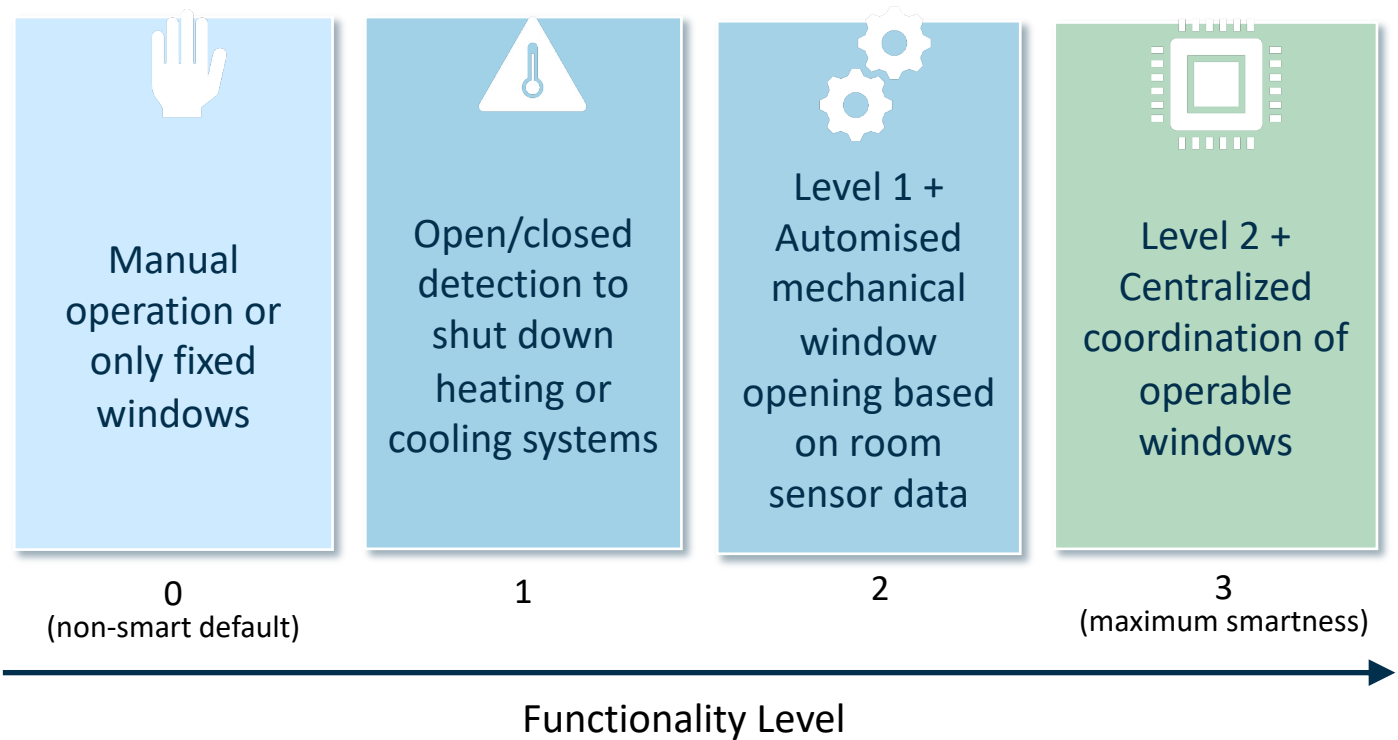 Manual
operation or
only fixed
windows
Open/closed
detection to
shut down
heating or
cooling systems
Level 1 +
Automised
mechanical
window
opening based
on room
sensor data
Level 2 +
Centralized
coordination of
operable
windows
0
(non-smart default)
1
2
3
(maximum smartness)
Functionality Level